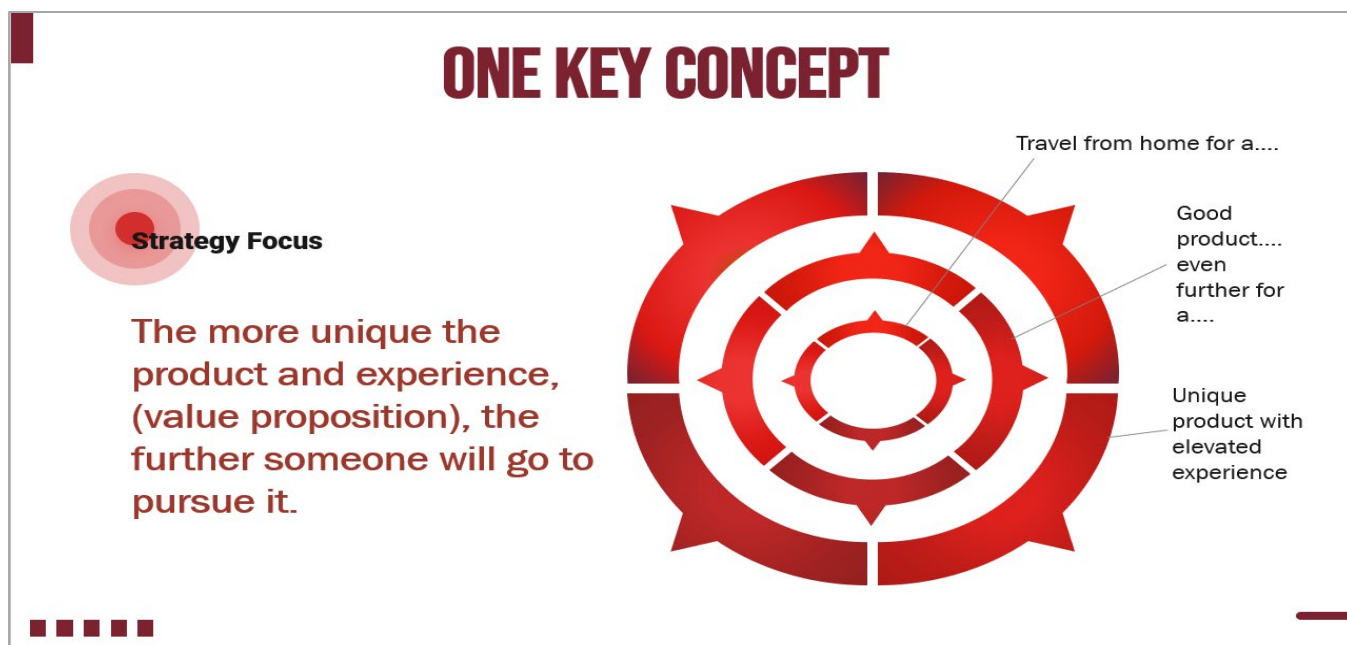 ONE KEY CONCEPT
Strategy Focus
The more unique the
product and experience,
(value proposition), the
further someone will go to
pursue it.
Travel from home for a....
Good
product....
even
further for
a....
Unique
product with
elevated
experience